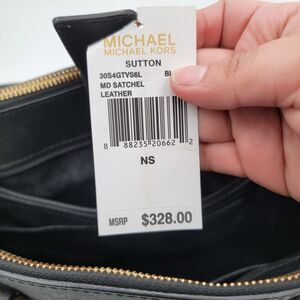 MICHAEL
MICHAEL KORS
SUTTON
30S4GTVS6L
MD SATCHEL
LEATHER
8 88235 20662 2
NS
MSRP $328.00